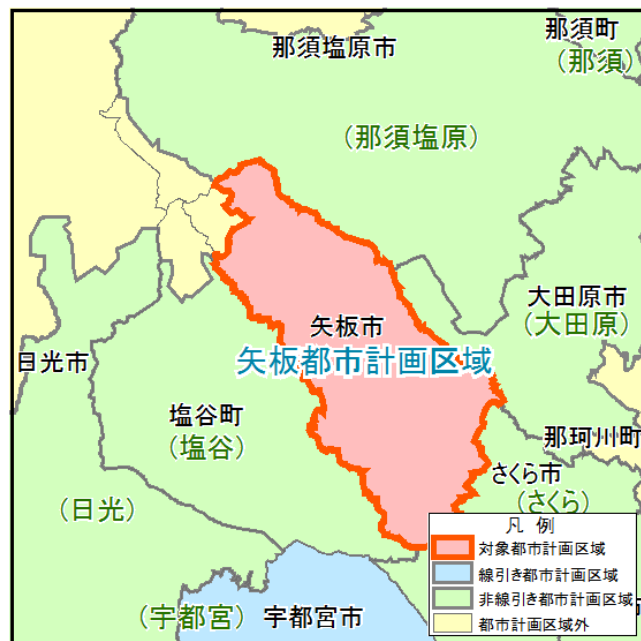 那須町
(那須)
那須塩原市
(那須塩原)
大田原市
(大田原)
矢板市
矢板都市計画区域
日光市
塩谷町
(塩谷)
那珂川町
さくら市
(さくら)
(日光)
(宇都宮)
宇都宮市
凡 例
対象都市計画区域
線引き都市計画区域
非線引き都市計画区域
都市計画区域外